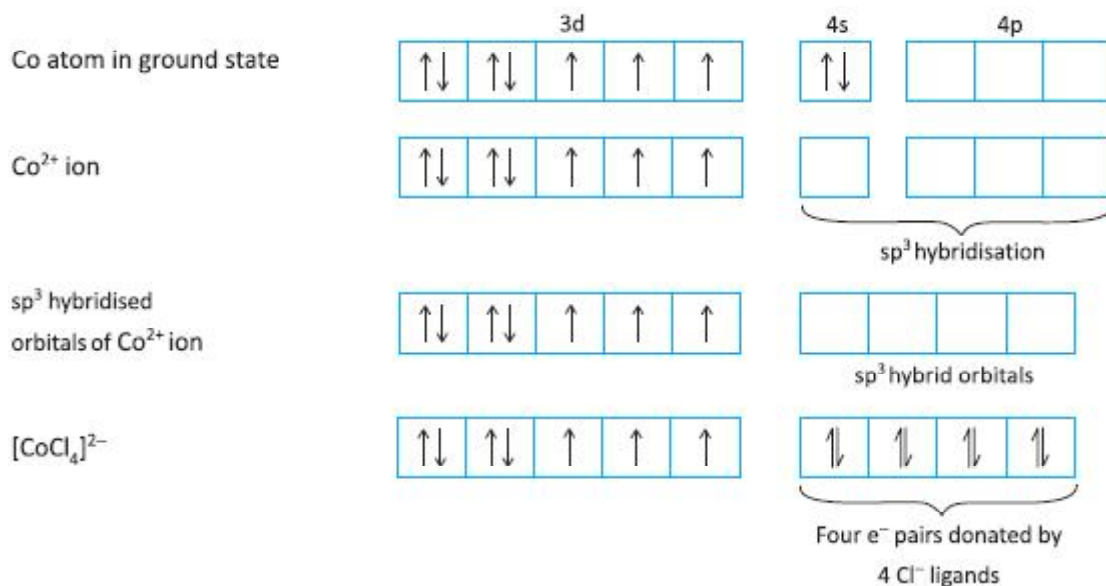 3d 4s 4p
Co atom in ground state
Co²⁺ ion
sp³ hybridisation
sp³ hybridised
orbitals of Co²⁺ ion
sp³ hybrid orbitals
[CoCl₄]²⁻
Four e⁻ pairs donated by
4 Cl⁻ ligands